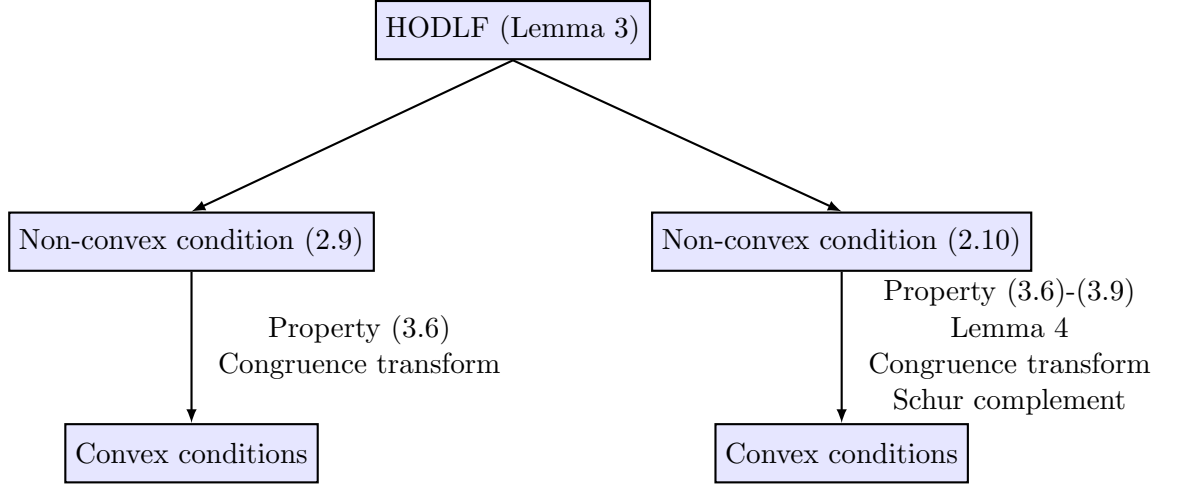 HODLF (Lemma 3)
Non-convex condition (2.9)
Non-convex condition (2.10)
Property (3.6)
Congruence transform
Property (3.6)-(3.9)
Lemma 4
Congruence transform
Schur complement
Convex conditions
Convex conditions